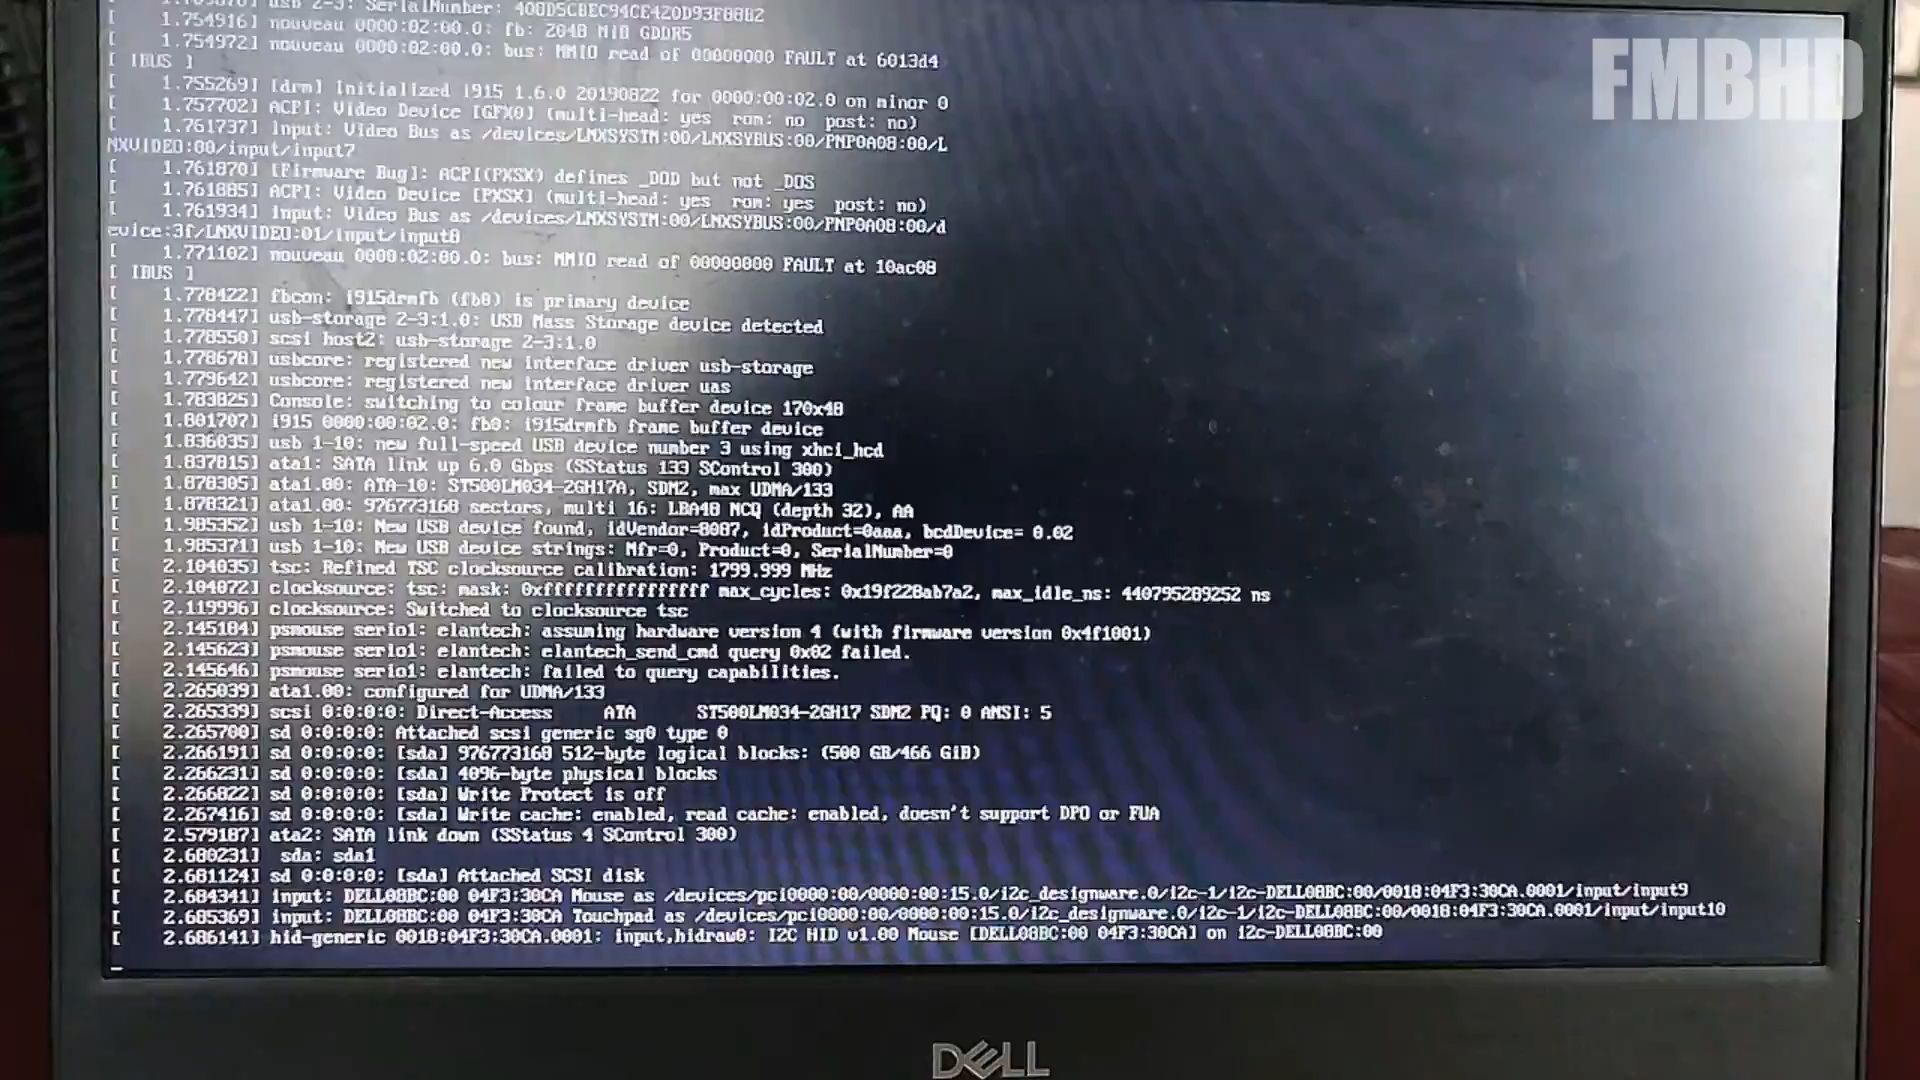 usb 2-3: SerialNumber: 408D5CBEC94CE420D93F88B2
[ 1.754916] nouveau 0000:02:00.0: fb: 2048 MiB GDDR5
[ 1.754972] nouveau 0000:02:00.0: bus: MMIO read of 00000000 FAULT at 6013d4
[ IBUS ]
[ 1.755269] [drm] Initialized i915 1.6.0 20190822 for 0000:00:02.0 on minor 0
[ 1.757702] ACPI: Video Device [GFX0] (multi-head: yes rom: no post: no)
[ 1.761737] input: Video Bus as /devices/LNXSYSTM:00/LNXSYBUS:00/PNP0A08:00/L
NXVIDEO:00/input/input7
[ 1.761870] [Firmware Bug]: ACPI(PXSX) defines _DOD but not _DOS
[ 1.761885] ACPI: Video Device [PXSX] (multi-head: yes rom: yes post: no)
[ 1.761934] input: Video Bus as /devices/LNXSYSTM:00/LNXSYBUS:00/PNP0A08:00/d
evice:3f/LNXVIDEO:01/input/input8
[ 1.771102] nouveau 0000:02:00.0: bus: MMIO read of 00000000 FAULT at 10ac08
[ IBUS ]
[ 1.778422] fbcon: i915drmfb (fb0) is primary device
[ 1.778447] usb-storage 2-3:1.0: USB Mass Storage device detected
[ 1.778550] scsi host2: usb-storage 2-3:1.0
[ 1.778678] usbcore: registered new interface driver usb-storage
[ 1.779642] usbcore: registered new interface driver uas
[ 1.783825] Console: switching to colour frame buffer device 170x48
[ 1.801707] i915 0000:00:02.0: fb0: i915drmfb frame buffer device
[ 1.836035] usb 1-10: new full-speed USB device number 3 using xhci_hcd
[ 1.837815] ata1: SATA link up 6.0 Gbps (SStatus 133 SControl 300)
[ 1.878305] ata1.00: ATA-10: ST500LM034-2GH17A, SDM2, max UDMA/133
[ 1.878321] ata1.00: 976773168 sectors, multi 16: LBA48 NCQ (depth 32), AA
[ 1.985352] usb 1-10: New USB device found, idVendor=8087, idProduct=0aaa, bcdDevice= 0.02
[ 1.985371] usb 1-10: New USB device strings: Mfr=0, Product=0, SerialNumber=0
[ 2.104035] tsc: Refined TSC clocksource calibration: 1799.999 MHz
[ 2.104072] clocksource: tsc: mask: 0xffffffffffffffff max_cycles: 0x19f228ab7a2, max_idle_ns: 440795289252 ns
[ 2.119996] clocksource: Switched to clocksource tsc
[ 2.145184] psmouse serio1: elantech: assuming hardware version 4 (with firmware version 0x4f1001)
[ 2.145623] psmouse serio1: elantech: elantech_send_cmd query 0x02 failed.
[ 2.145646] psmouse serio1: elantech: failed to query capabilities.
[ 2.265039] ata1.00: configured for UDMA/133
[ 2.265339] scsi 0:0:0:0: Direct-Access ATA ST500LM034-2GH17 SDM2 PQ: 0 ANSI: 5
[ 2.265700] sd 0:0:0:0: Attached scsi generic sg0 type 0
[ 2.266191] sd 0:0:0:0: [sda] 976773168 512-byte logical blocks: (500 GB/466 GiB)
[ 2.266231] sd 0:0:0:0: [sda] 4096-byte physical blocks
[ 2.266822] sd 0:0:0:0: [sda] Write Protect is off
[ 2.267416] sd 0:0:0:0: [sda] Write cache: enabled, read cache: enabled, doesn't support DPO or FUA
[ 2.579187] ata2: SATA link down (SStatus 4 SControl 300)
[ 2.680231] sda: sda1
[ 2.681124] sd 0:0:0:0: [sda] Attached SCSI disk
[ 2.684341] input: DELL08BC:00 04F3:30CA Mouse as /devices/pci0000:00/0000:00:15.0/i2c_designware.0/i2c-1/i2c-DELL08BC:00/0018:04F3:30CA.0001/input/input9
[ 2.685369] input: DELL08BC:00 04F3:30CA Touchpad as /devices/pci0000:00/0000:00:15.0/i2c_designware.0/i2c-1/i2c-DELL08BC:00/0018:04F3:30CA.0001/input/input10
[ 2.686141] hid-generic 0018:04F3:30CA.0001: input,hidraw0: I2C HID v1.00 Mouse [DELL08BC:00 04F3:30CA] on i2c-DELL08BC:00
FMBHD
DELL